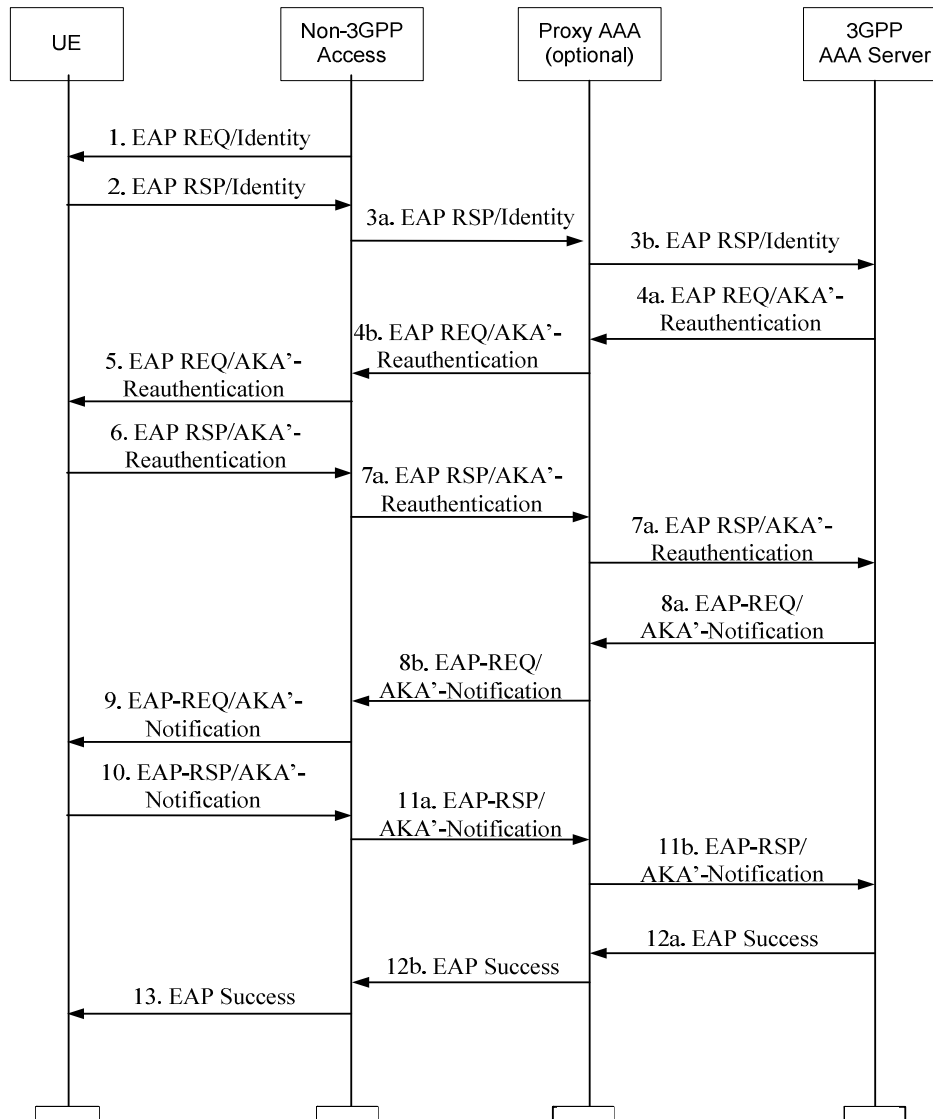 UE
Non-3GPP
Access
Proxy AAA
(optional)
3GPP
AAA Server
1. EAP REQ/Identity
2. EAP RSP/Identity
3a. EAP RSP/Identity
3b. EAP RSP/Identity
4a. EAP REQ/AKA’-
Reauthentication
4b. EAP REQ/AKA’-
Reauthentication
5. EAP REQ/AKA’-
Reauthentication
6. EAP RSP/AKA’-
Reauthentication
7a. EAP RSP/AKA’-
Reauthentication
7a. EAP RSP/AKA’-
Reauthentication
8a. EAP-REQ/
AKA’-Notification
8b. EAP-REQ/
AKA’-Notification
9. EAP-REQ/AKA’-
Notification
10. EAP-RSP/AKA’-
Notification
11a. EAP-RSP/
AKA’-Notification
11b. EAP-RSP/
AKA’-Notification
12a. EAP Success
12b. EAP Success
13. EAP Success